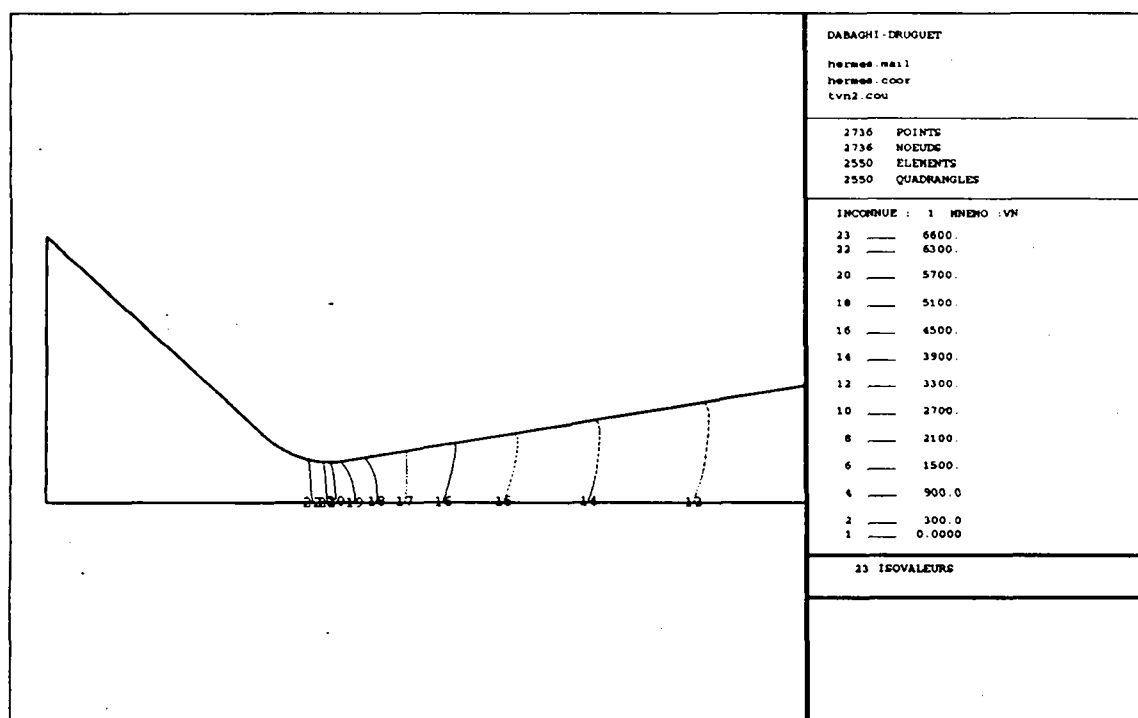 DABAGHI-DRUGUET
hermes.mail
hermes.coor
tvn2.cou
2736 POINTS
2736 NOEUDS
2550 ELEMENTS
2550 QUADRANGLES
INCONNUE : 1 MNEMO :VN
23 6600.
22 6300.
20 5700.
18 5100.
16 4500.
14 3900.
12 3300.
10 2700.
8 2100.
6 1500.
4 900.0
2 300.0
1 0.0000
23 ISOVALEURS
19 18 17 16 15 14 13